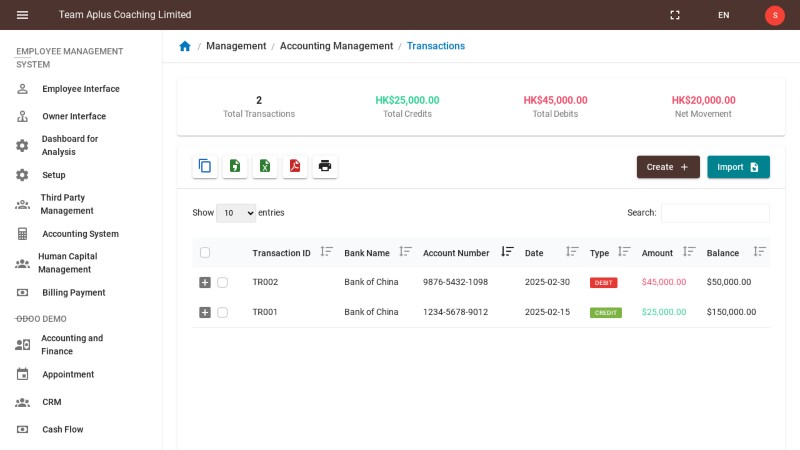 Team Aplus Coaching Limited
EN
S
EMPLOYEE MANAGEMENT
SYSTEM
Employee Interface
Owner Interface
Dashboard for
Analysis
Setup
Third Party
Management
Accounting System
Human Capital
Management
Billing Payment
ODOO DEMO
Accounting and
Finance
Appointment
CRM
Cash Flow
/ Management / Accounting Management / Transactions
2
Total Transactions
HK$25,000.00
Total Credits
HK$45,000.00
Total Debits
HK$20,000.00
Net Movement
Create +
Import
Show 10 entries
Search:
Transaction ID Bank Name Account Number Date Type Amount Balance
TR002 Bank of China 9876-5432-1098 2025-02-30 DEBIT $45,000.00 $50,000.00
TR001 Bank of China 1234-5678-9012 2025-02-15 CREDIT $25,000.00 $150,000.00